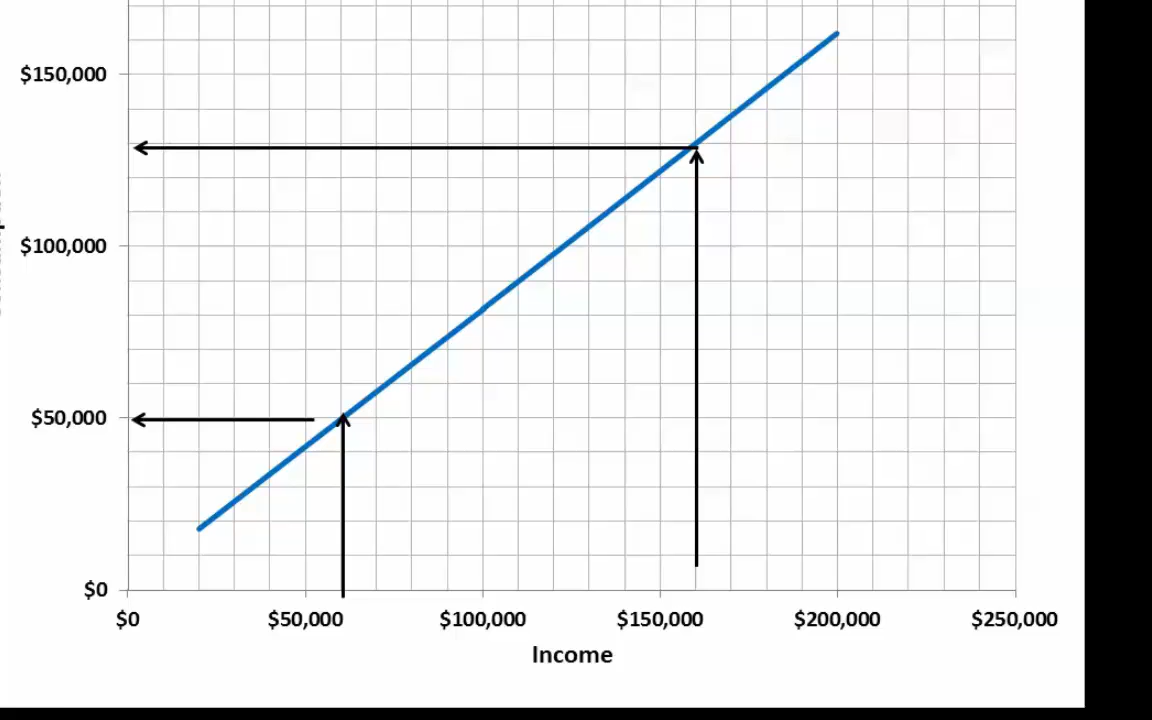 $150,000
$100,000
$50,000
$0
$0 $50,000 $100,000 $150,000 $200,000 $250,000
Income